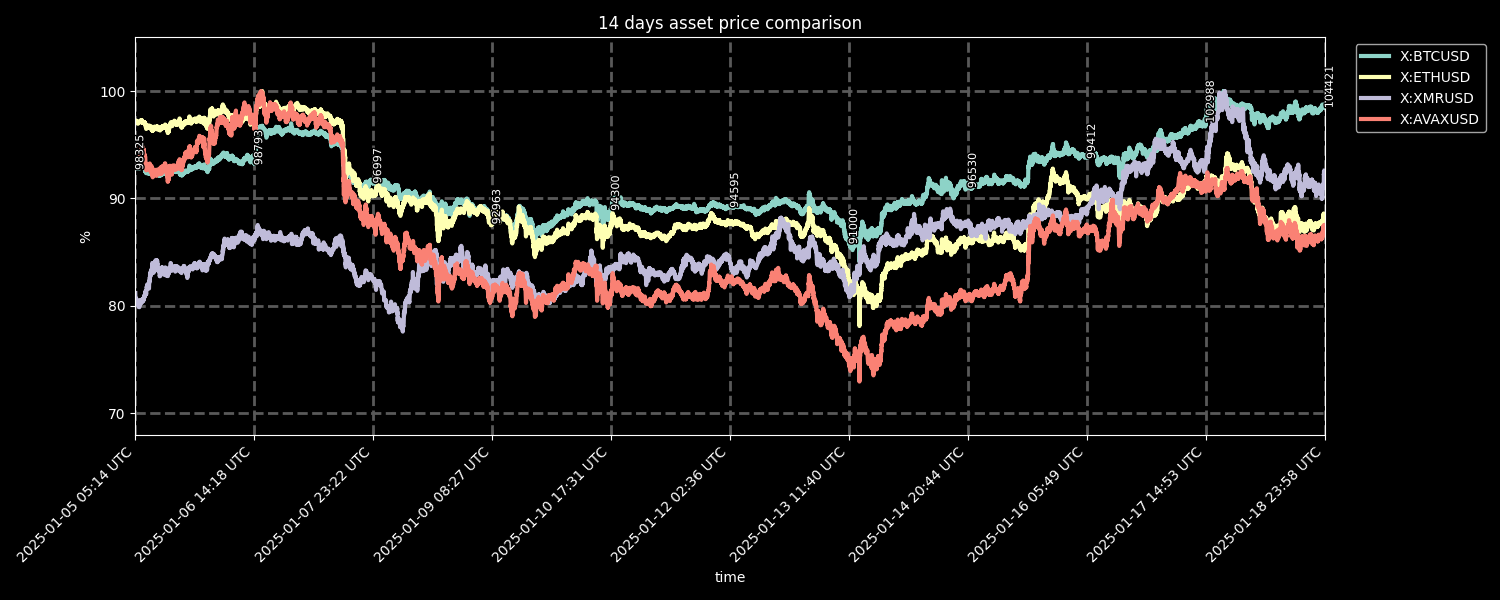 14 days asset price comparison
X:BTCUSD
X:ETHUSD
X:XMRUSD
X:AVAXUSD
100
90
80
70
%
98325
98793
96997
92963
94300
94595
91000
96530
99412
102988
104421
2025-01-05 05:14 UTC
2025-01-06 14:18 UTC
2025-01-07 23:22 UTC
2025-01-09 08:27 UTC
2025-01-10 17:31 UTC
2025-01-12 02:36 UTC
2025-01-13 11:40 UTC
2025-01-14 20:44 UTC
2025-01-16 05:49 UTC
2025-01-17 14:53 UTC
2025-01-18 23:58 UTC
time